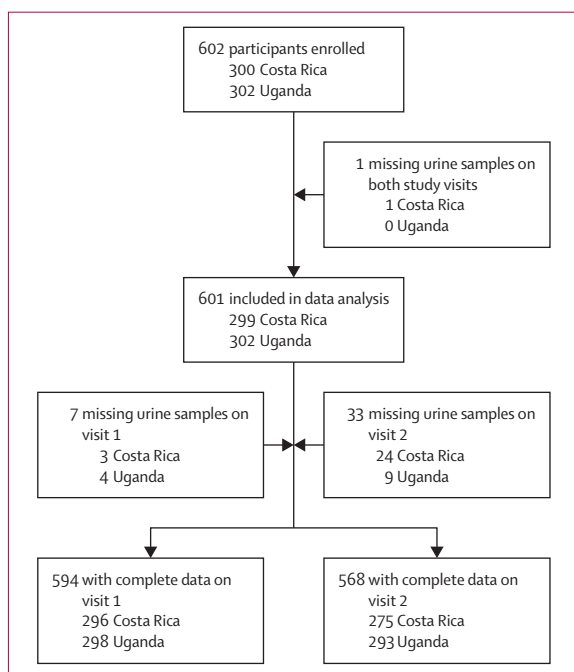 602 participants enrolled
300 Costa Rica
302 Uganda
1 missing urine samples on
both study visits
1 Costa Rica
0 Uganda
601 included in data analysis
299 Costa Rica
302 Uganda
7 missing urine samples on
visit 1
3 Costa Rica
4 Uganda
33 missing urine samples on
visit 2
24 Costa Rica
9 Uganda
594 with complete data on
visit 1
296 Costa Rica
298 Uganda
568 with complete data on
visit 2
275 Costa Rica
293 Uganda